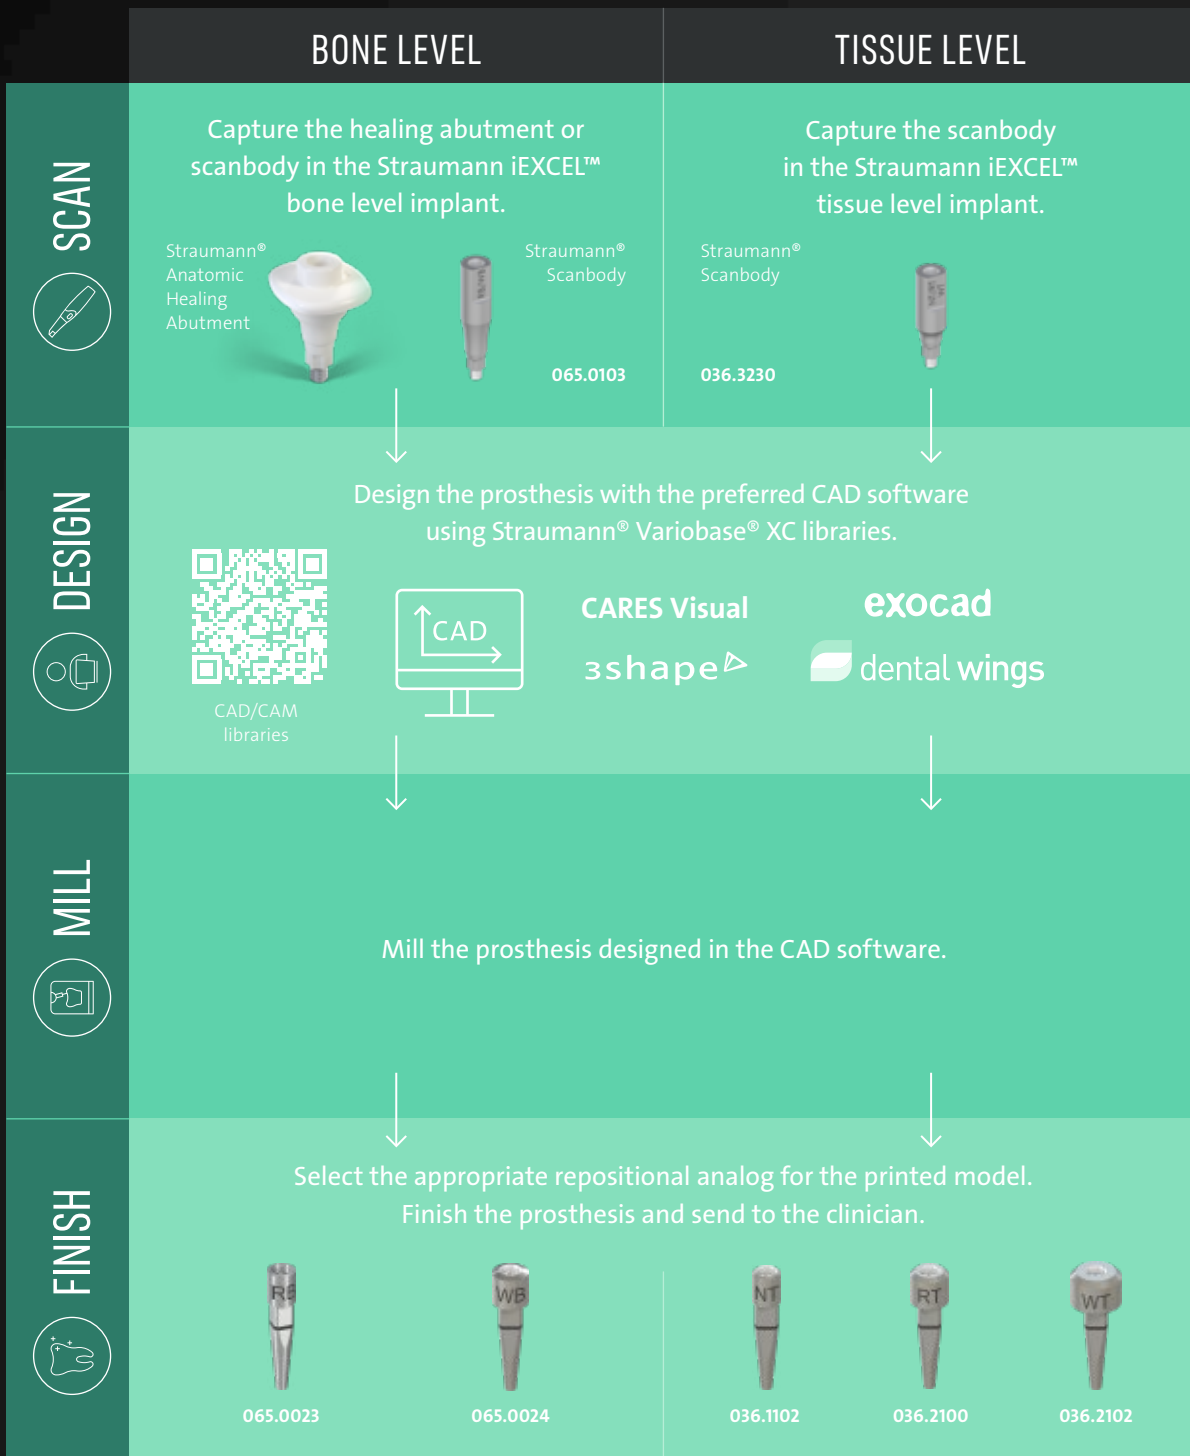 BONE LEVEL
TISSUE LEVEL
SCAN
Capture the healing abutment or
scanbody in the Straumann iEXCEL™
bone level implant.
Straumann®
Anatomic
Healing
Abutment
Straumann®
Scanbody
065.0103
Capture the scanbody
in the Straumann iEXCEL™
tissue level implant.
Straumann®
Scanbody
036.3230
DESIGN
Design the prosthesis with the preferred CAD software
using Straumann® Variobase® XC libraries.
CAD/CAM
libraries
CAD
CARES Visual
3shape
exocad
dental wings
MILL
Mill the prosthesis designed in the CAD software.
FINISH
Select the appropriate repositional analog for the printed model.
Finish the prosthesis and send to the clinician.
RB
WB
NT
RT
WT
065.0023
065.0024
036.1102
036.2100
036.2102